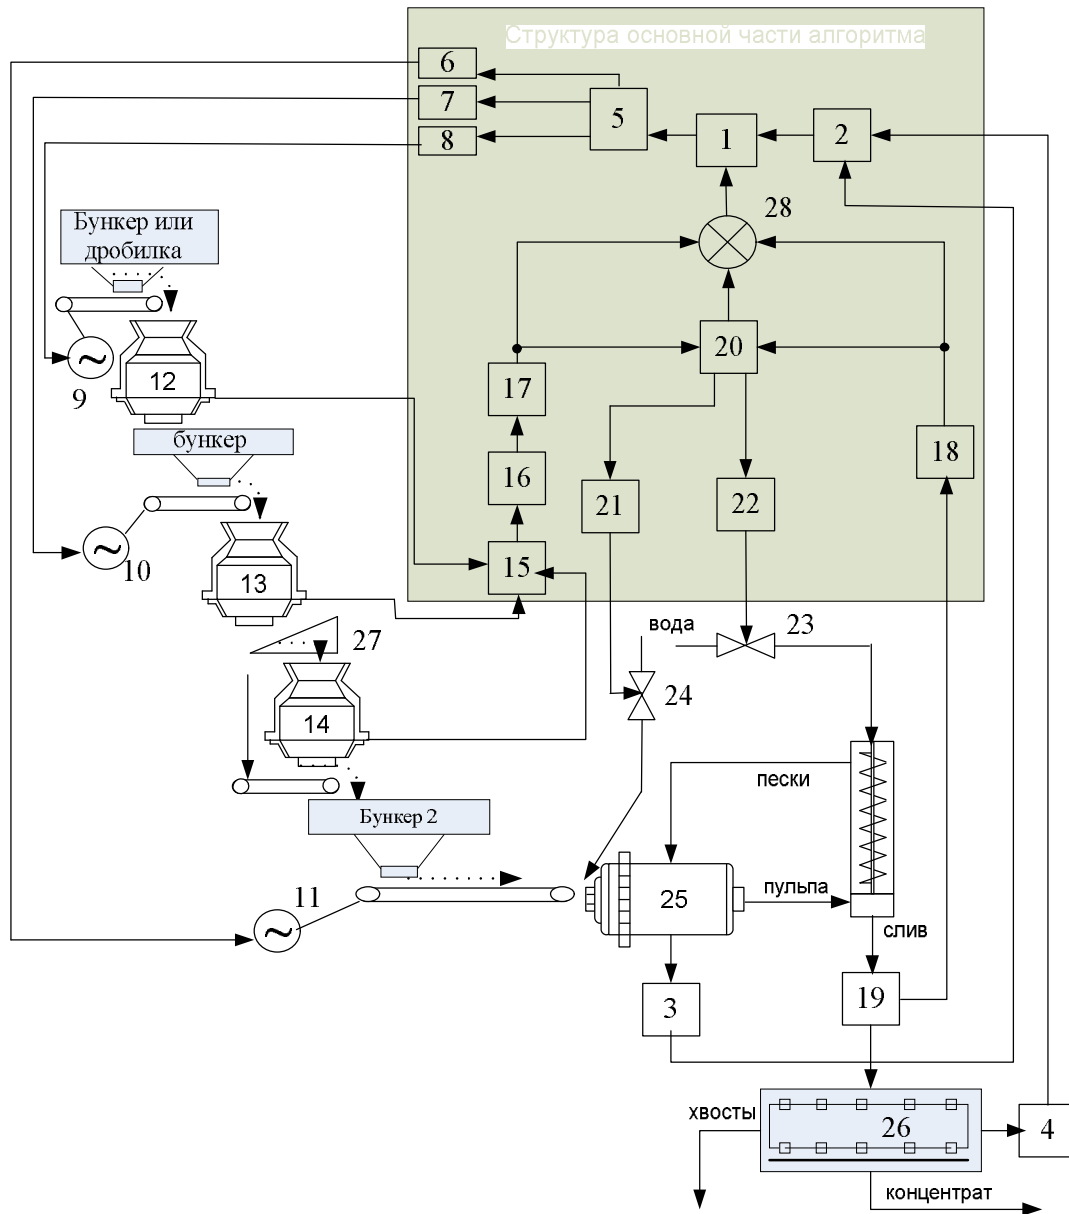 Структура основной части алгоритма
6
7
8
5
1
2
28
Бункер или
дробилка
20
17
12
9
бункер
18
16
21
22
10
13
15
вода
23
27
24
14
пески
Бункер 2
11
25
пульпа
слив
3
19
хвосты
26
4
концентрат